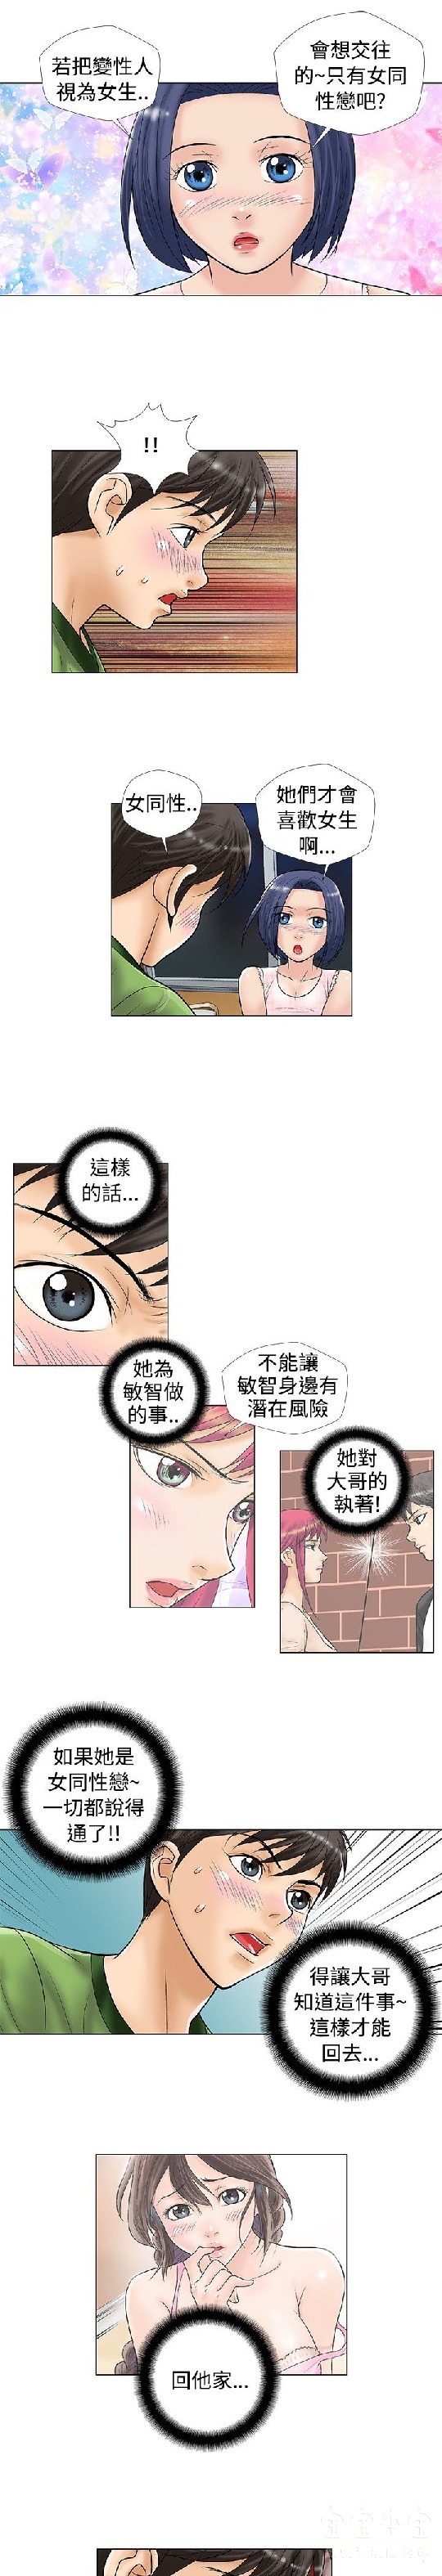 若把變性人
視為女生..
會想交往
的~只有女同
性戀吧?
!!
女同性..
她們才會
喜歡女生
啊...
這樣
的話...
她為
敏智做
的事..
不能讓
敏智身邊有
潛在風險
她對
大哥的
執著!
如果她是
女同性戀~
一切都說得
通了!!
得讓大哥
知道這件事~
這樣才能
回去...
回他家...